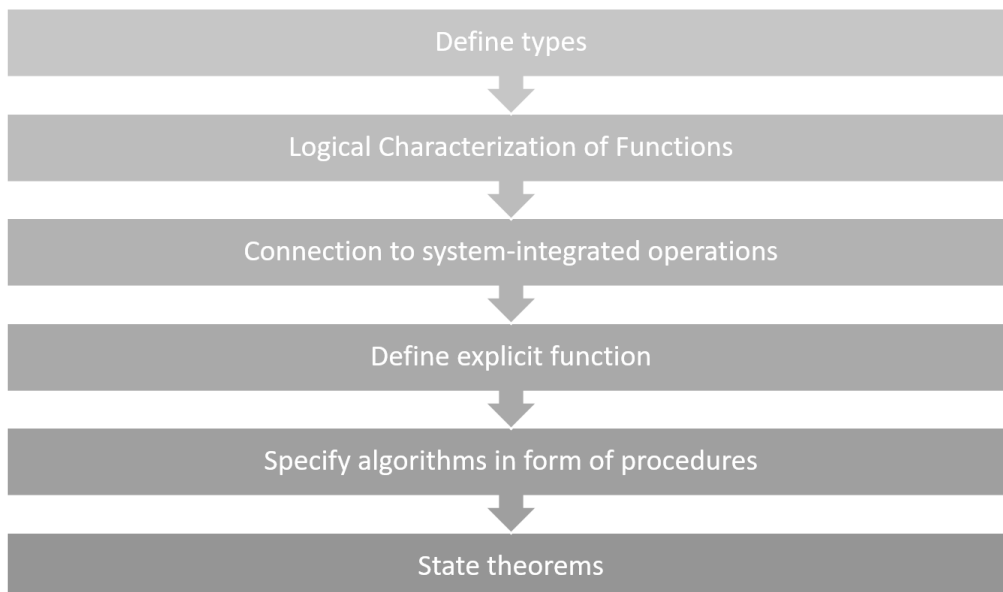 Define types
Logical Characterization of Functions
Connection to system-integrated operations
Define explicit function
Specify algorithms in form of procedures
State theorems